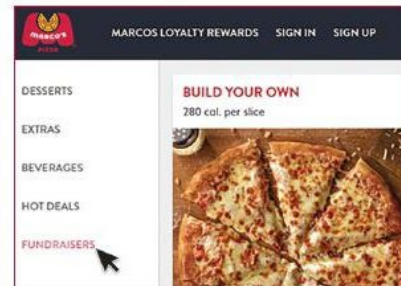 marco's
PIZZA
MARCOS LOYALTY REWARDS SIGN IN SIGN UP
DESSERTS
EXTRAS
BEVERAGES
HOT DEALS
FUNDRAISERS
BUILD YOUR OWN
280 cal. per slice